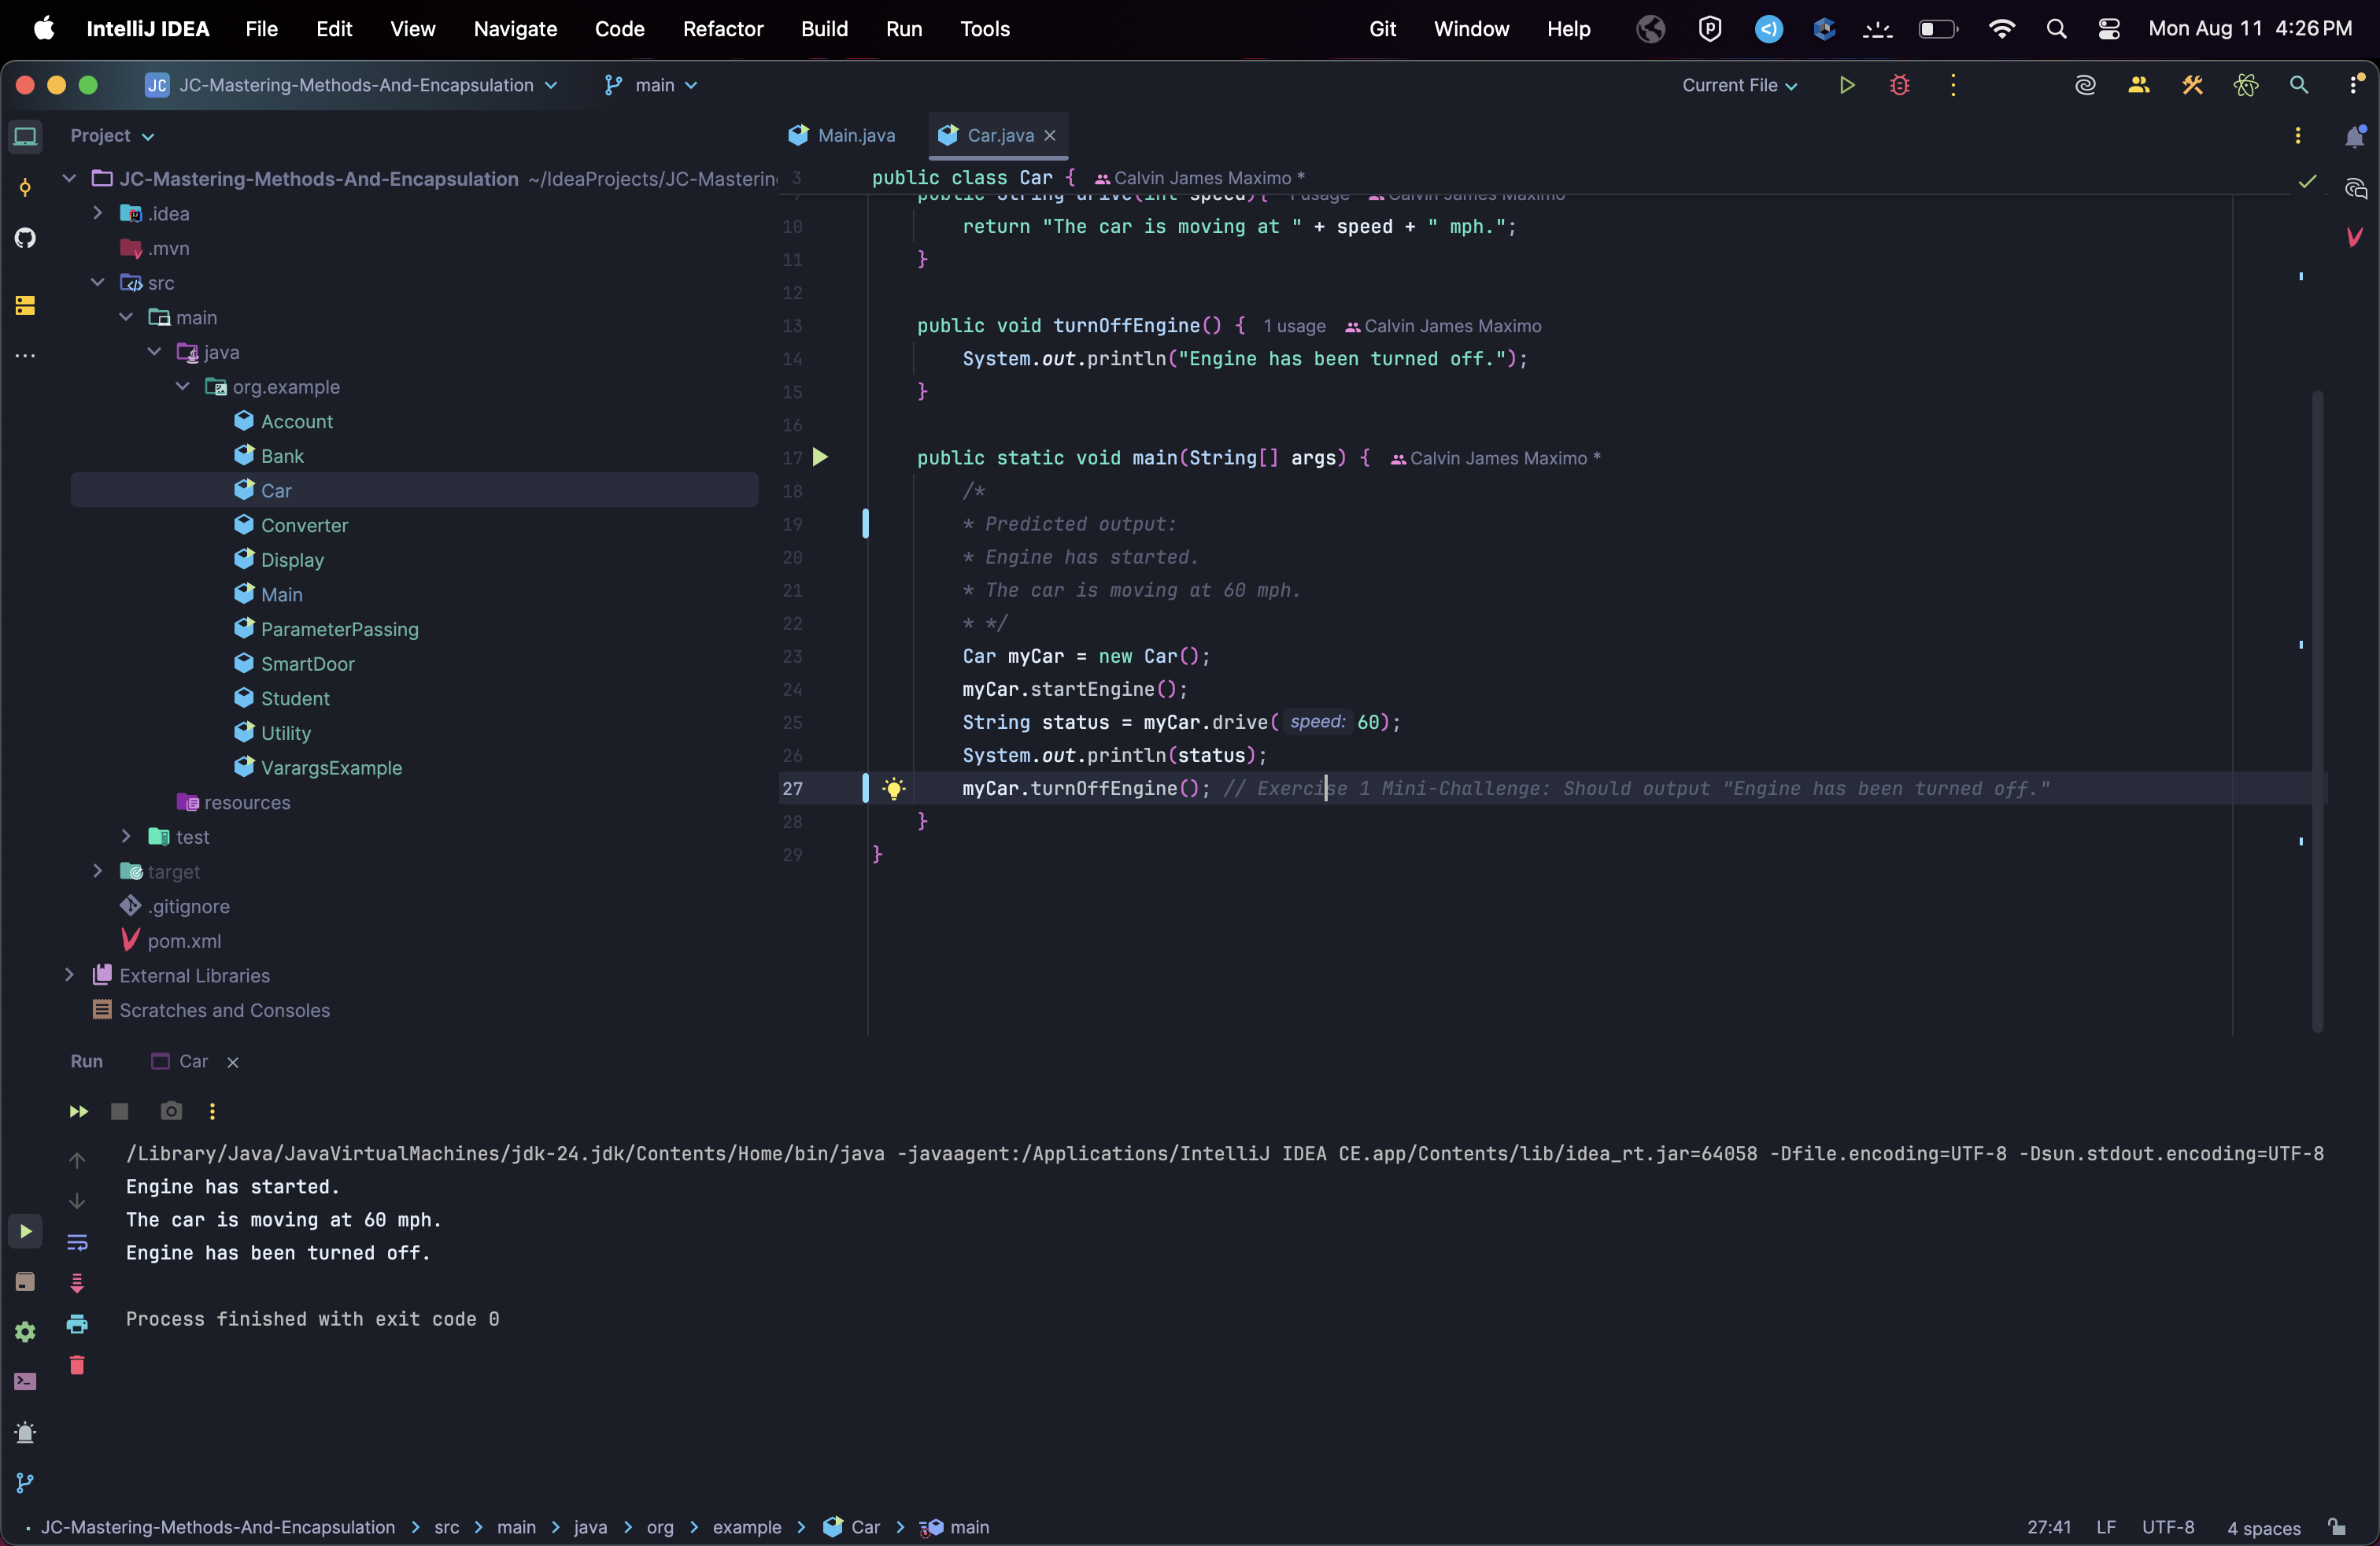 IntelliJ IDEA File Edit View Navigate Code Refactor Build Run Tools Git Window Help Mon Aug 11 4:26 PM
JC JC-Mastering-Methods-And-Encapsulation main Current File
Project
JC-Mastering-Methods-And-Encapsulation ~/IdeaProjects/JC-Masterin
.idea
.mvn
src
main
java
org.example
Account
Bank
Car
Converter
Display
Main
ParameterPassing
SmartDoor
Student
Utility
VarargsExample
resources
test
target
.gitignore
pom.xml
External Libraries
Scratches and Consoles
Main.java Car.java
3 public class Car { Calvin James Maximo *
public String drive(int speed){ 1 usage Calvin James Maximo
10 return "The car is moving at " + speed + " mph.";
11 }
12
13 public void turnOffEngine() { 1 usage Calvin James Maximo
14 System.out.println("Engine has been turned off.");
15 }
16
17 public static void main(String[] args) { Calvin James Maximo *
18 /*
19 * Predicted output:
20 * Engine has started.
21 * The car is moving at 60 mph.
22 * */
23 Car myCar = new Car();
24 myCar.startEngine();
25 String status = myCar.drive( speed: 60);
26 System.out.println(status);
27 myCar.turnOffEngine(); // Exercise 1 Mini-Challenge: Should output "Engine has been turned off."
28 }
29 }
Run Car
/Library/Java/JavaVirtualMachines/jdk-24.jdk/Contents/Home/bin/java -javaagent:/Applications/IntelliJ IDEA CE.app/Contents/lib/idea_rt.jar=64058 -Dfile.encoding=UTF-8 -Dsun.stdout.encoding=UTF-8
Engine has started.
The car is moving at 60 mph.
Engine has been turned off.
Process finished with exit code 0
JC-Mastering-Methods-And-Encapsulation > src > main > java > org > example > Car > main 27:41 LF UTF-8 4 spaces